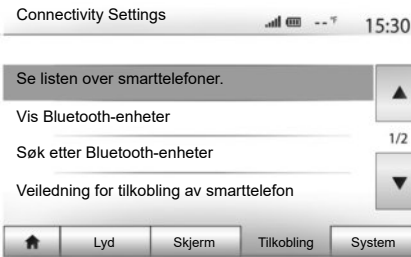 Connectivity Settings
-- °F 15:30
Se listen over smarttelefoner.
Vis Bluetooth-enheter
1/2
Søk etter Bluetooth-enheter
Veiledning for tilkobling av smarttelefon
Lyd Skjerm Tilkobling System